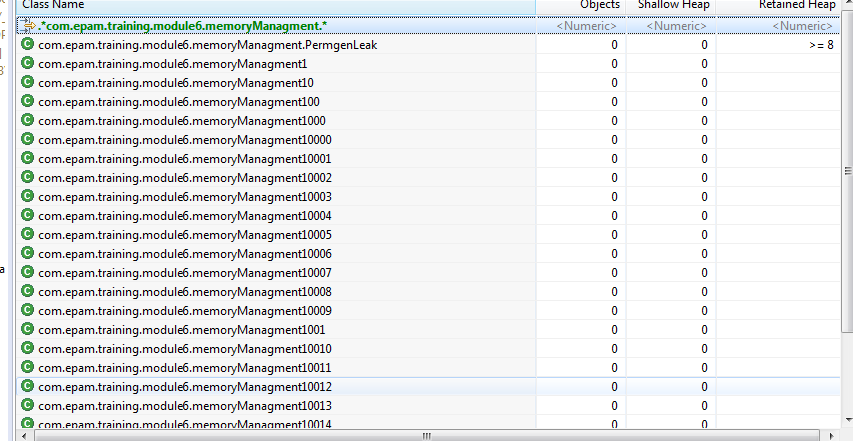 Class Name Objects Shallow Heap Retained Heap
.*com.epam.training.module6.memoryManagment.* <Numeric> <Numeric> <Numeric>
com.epam.training.module6.memoryManagment.PermgenLeak 0 0 >= 8
com.epam.training.module6.memoryManagment1 0 0
com.epam.training.module6.memoryManagment10 0 0
com.epam.training.module6.memoryManagment100 0 0
com.epam.training.module6.memoryManagment1000 0 0
com.epam.training.module6.memoryManagment10000 0 0
com.epam.training.module6.memoryManagment10001 0 0
com.epam.training.module6.memoryManagment10002 0 0
com.epam.training.module6.memoryManagment10003 0 0
com.epam.training.module6.memoryManagment10004 0 0
com.epam.training.module6.memoryManagment10005 0 0
com.epam.training.module6.memoryManagment10006 0 0
com.epam.training.module6.memoryManagment10007 0 0
com.epam.training.module6.memoryManagment10008 0 0
com.epam.training.module6.memoryManagment10009 0 0
com.epam.training.module6.memoryManagment1001 0 0
com.epam.training.module6.memoryManagment10010 0 0
com.epam.training.module6.memoryManagment10011 0 0
com.epam.training.module6.memoryManagment10012 0 0
com.epam.training.module6.memoryManagment10013 0 0
com.epam.training.module6.memoryManagment10014 0 0